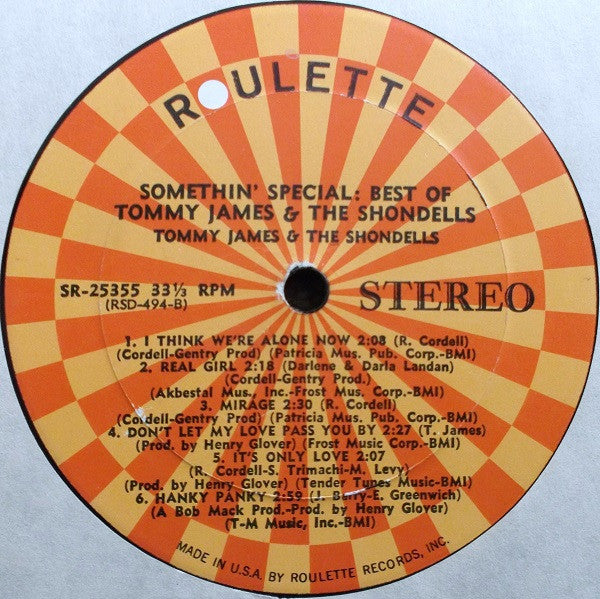 ROULETTE
SOMETHIN' SPECIAL: BEST OF
TOMMY JAMES & THE SHONDELLS
TOMMY JAMES & THE SHONDELLS
SR-25355 33⅓ RPM
(RSD-494-B)
STEREO
1. I THINK WE'RE ALONE NOW 2:08 (R. Cordell)
(Cordell-Gentry Prod) (Patricia Mus. Pub. Corp.-BMI)
2. REAL GIRL 2:18 (Darlene & Darla Landan)
(Cordell-Gentry Prod.)
(Akbestal Mus., Inc.-Frost Mus. Corp.-BMI)
3. MIRAGE 2:30 (R. Cordell)
(Cordell-Gentry Prod) (Patricia Mus. Pub. Corp.-BMI)
4. DON'T LET MY LOVE PASS YOU BY 2:27 (T. James)
(Prod. by Henry Glover) (Frost Music Corp.-BMI)
5. IT'S ONLY LOVE 2:07
(R. Cordell-S. Trimachi-M. Levy)
(Prod. by Henry Glover) (Tender Tunes Music-BMI)
6. HANKY PANKY 2:59 (J. Barry-E. Greenwich)
(A Bob Mack Prod.-Prod. by Henry Glover)
(T-M Music, Inc.-BMI)
MADE IN U.S.A. BY ROULETTE RECORDS, INC.